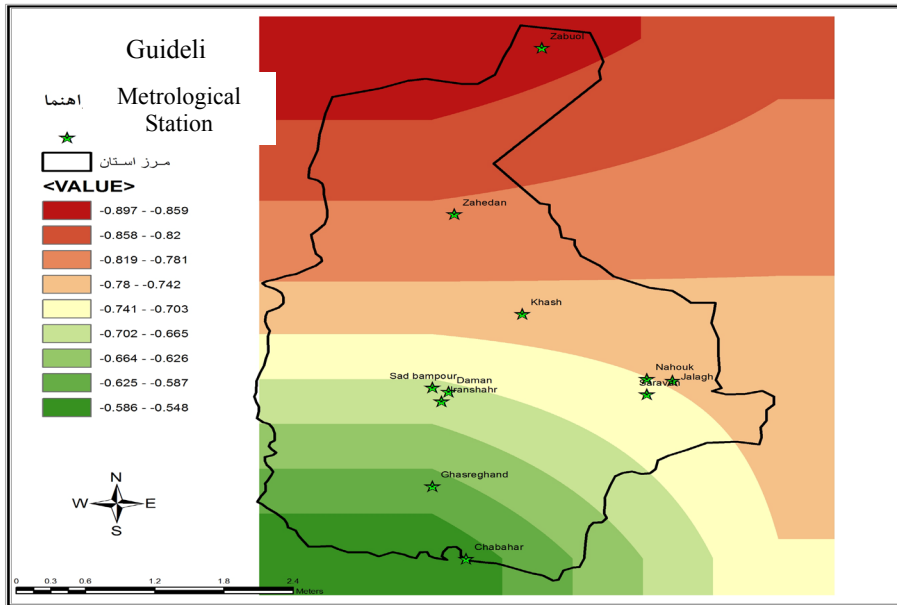 Guideli
راهنما
Metrological
Station
مرز استان
<VALUE>
-0.897 - -0.859
-0.858 - -0.82
-0.819 - -0.781
-0.78 - -0.742
-0.741 - -0.703
-0.702 - -0.665
-0.664 - -0.626
-0.625 - -0.587
-0.586 - -0.548
N
W E
S
0 0.3 0.6 1.2 1.8 2.4
Meters
Zabuol
Zahedan
Khash
Nahouk
Jalagh
Saravan
Sad bampour
Daman
Iranshahr
Ghasreghand
Chabahar